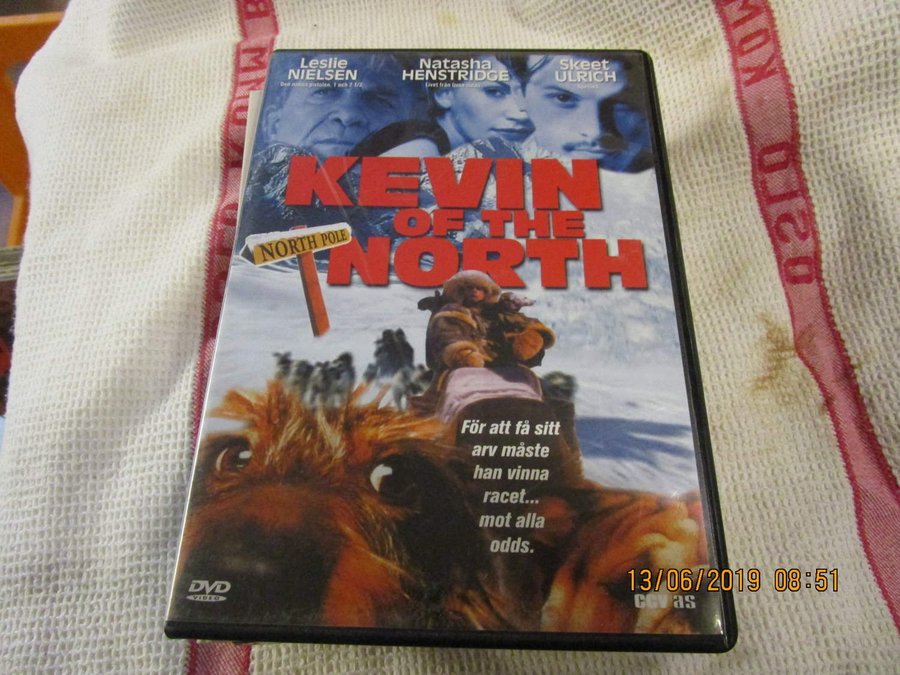 Leslie
NIELSEN
Natasha
HENSTRIDGE
Skeet
ULRICH
KEVIN
OF THE
NORTH
NORTH POLE
För att få sitt
arv måste
han vinna
racet...
mot alla
odds.
DVD
VIDEO
13/06/2019 08:51